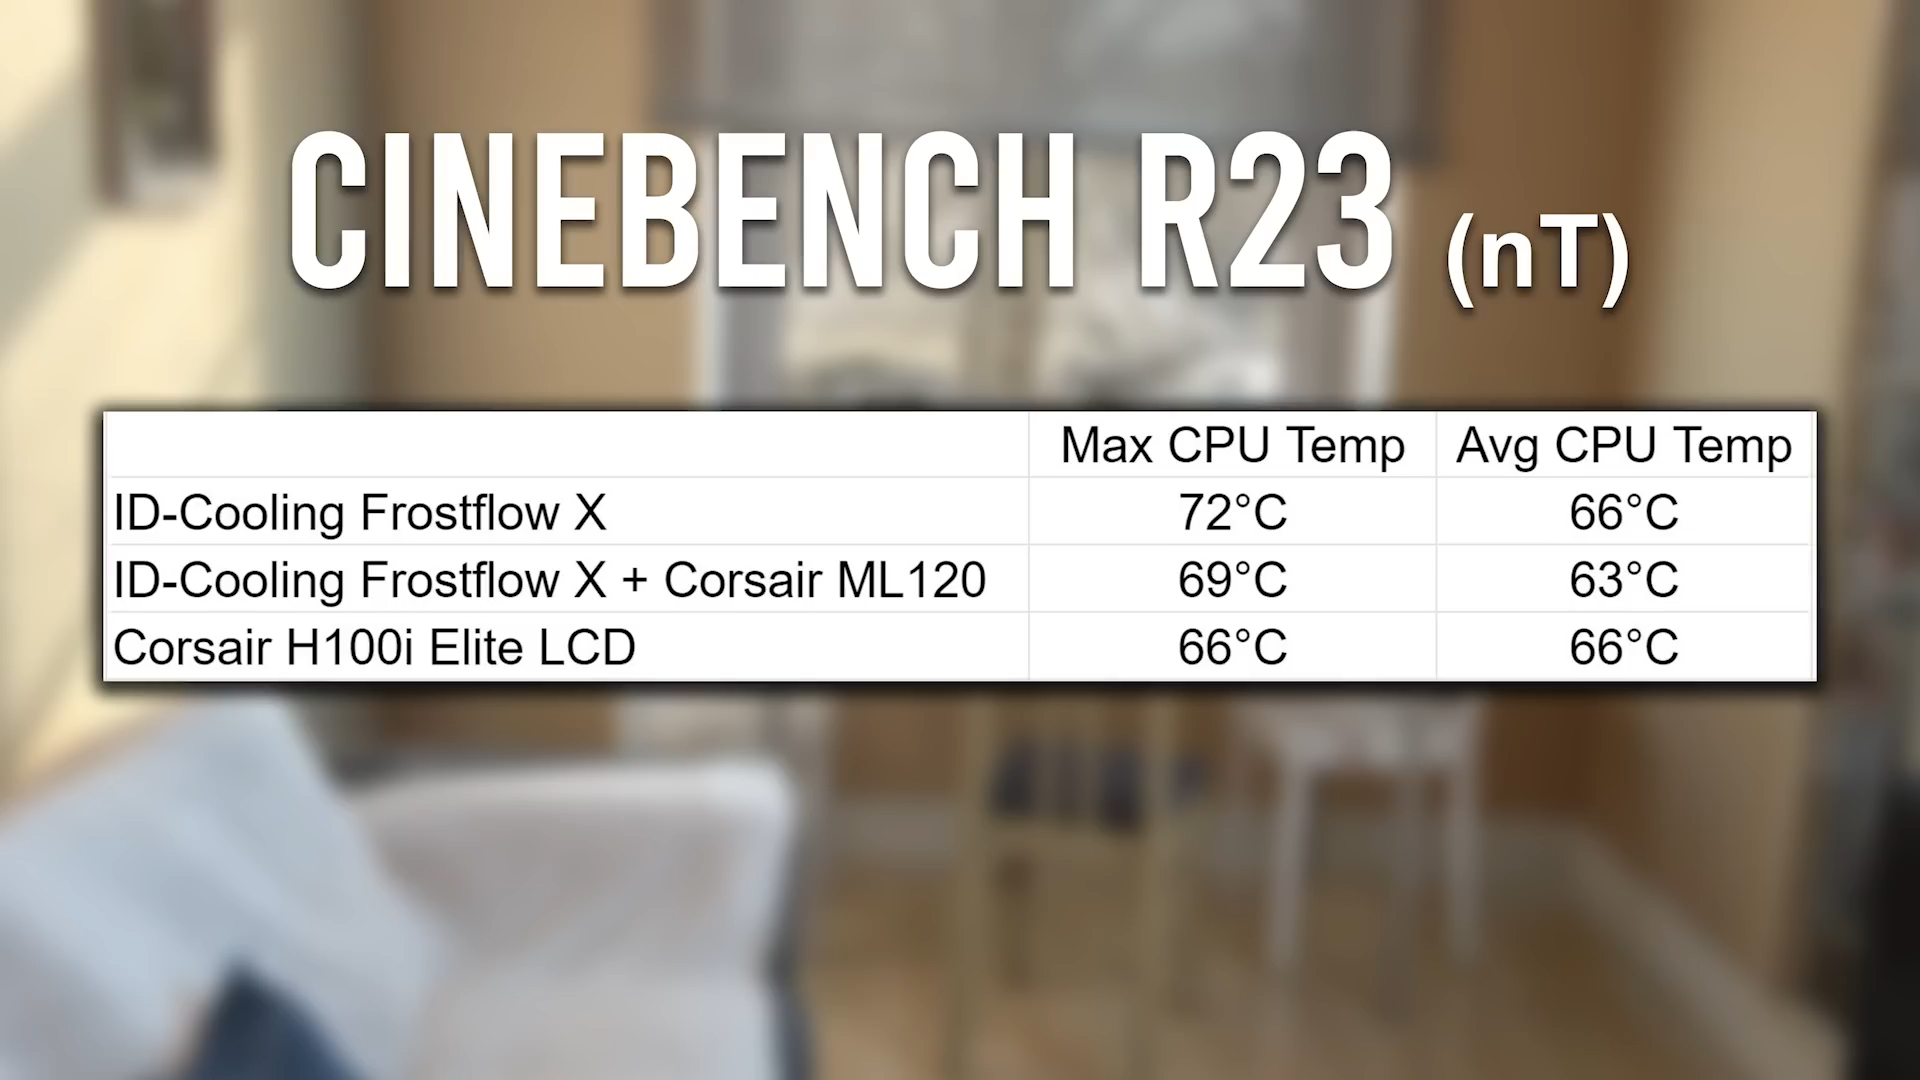 CINEBENCH R23 (nT)
Max CPU Temp Avg CPU Temp
ID-Cooling Frostflow X 72°C 66°C
ID-Cooling Frostflow X + Corsair ML120 69°C 63°C
Corsair H100i Elite LCD 66°C 66°C